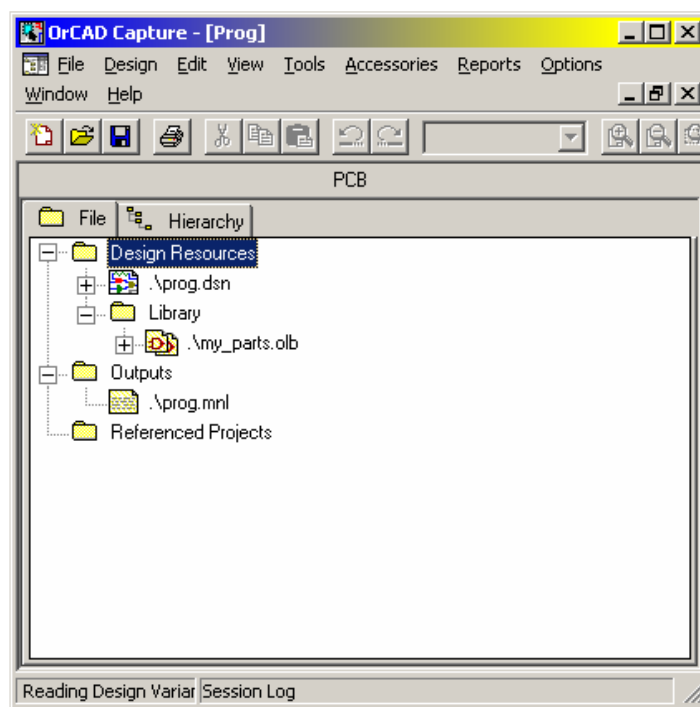 OrCAD Capture - [Prog]
File Design Edit View Tools Accessories Reports Options
Window Help
PCB
File Hierarchy
Design Resources
.\prog.dsn
Library
.\my_parts.olb
Outputs
.\prog.mnl
Referenced Projects
Reading Design Variar Session Log